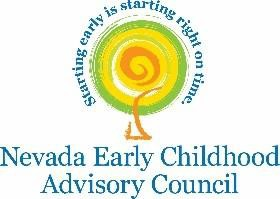 Starting early is starting right on time.
Nevada Early Childhood
Advisory Council